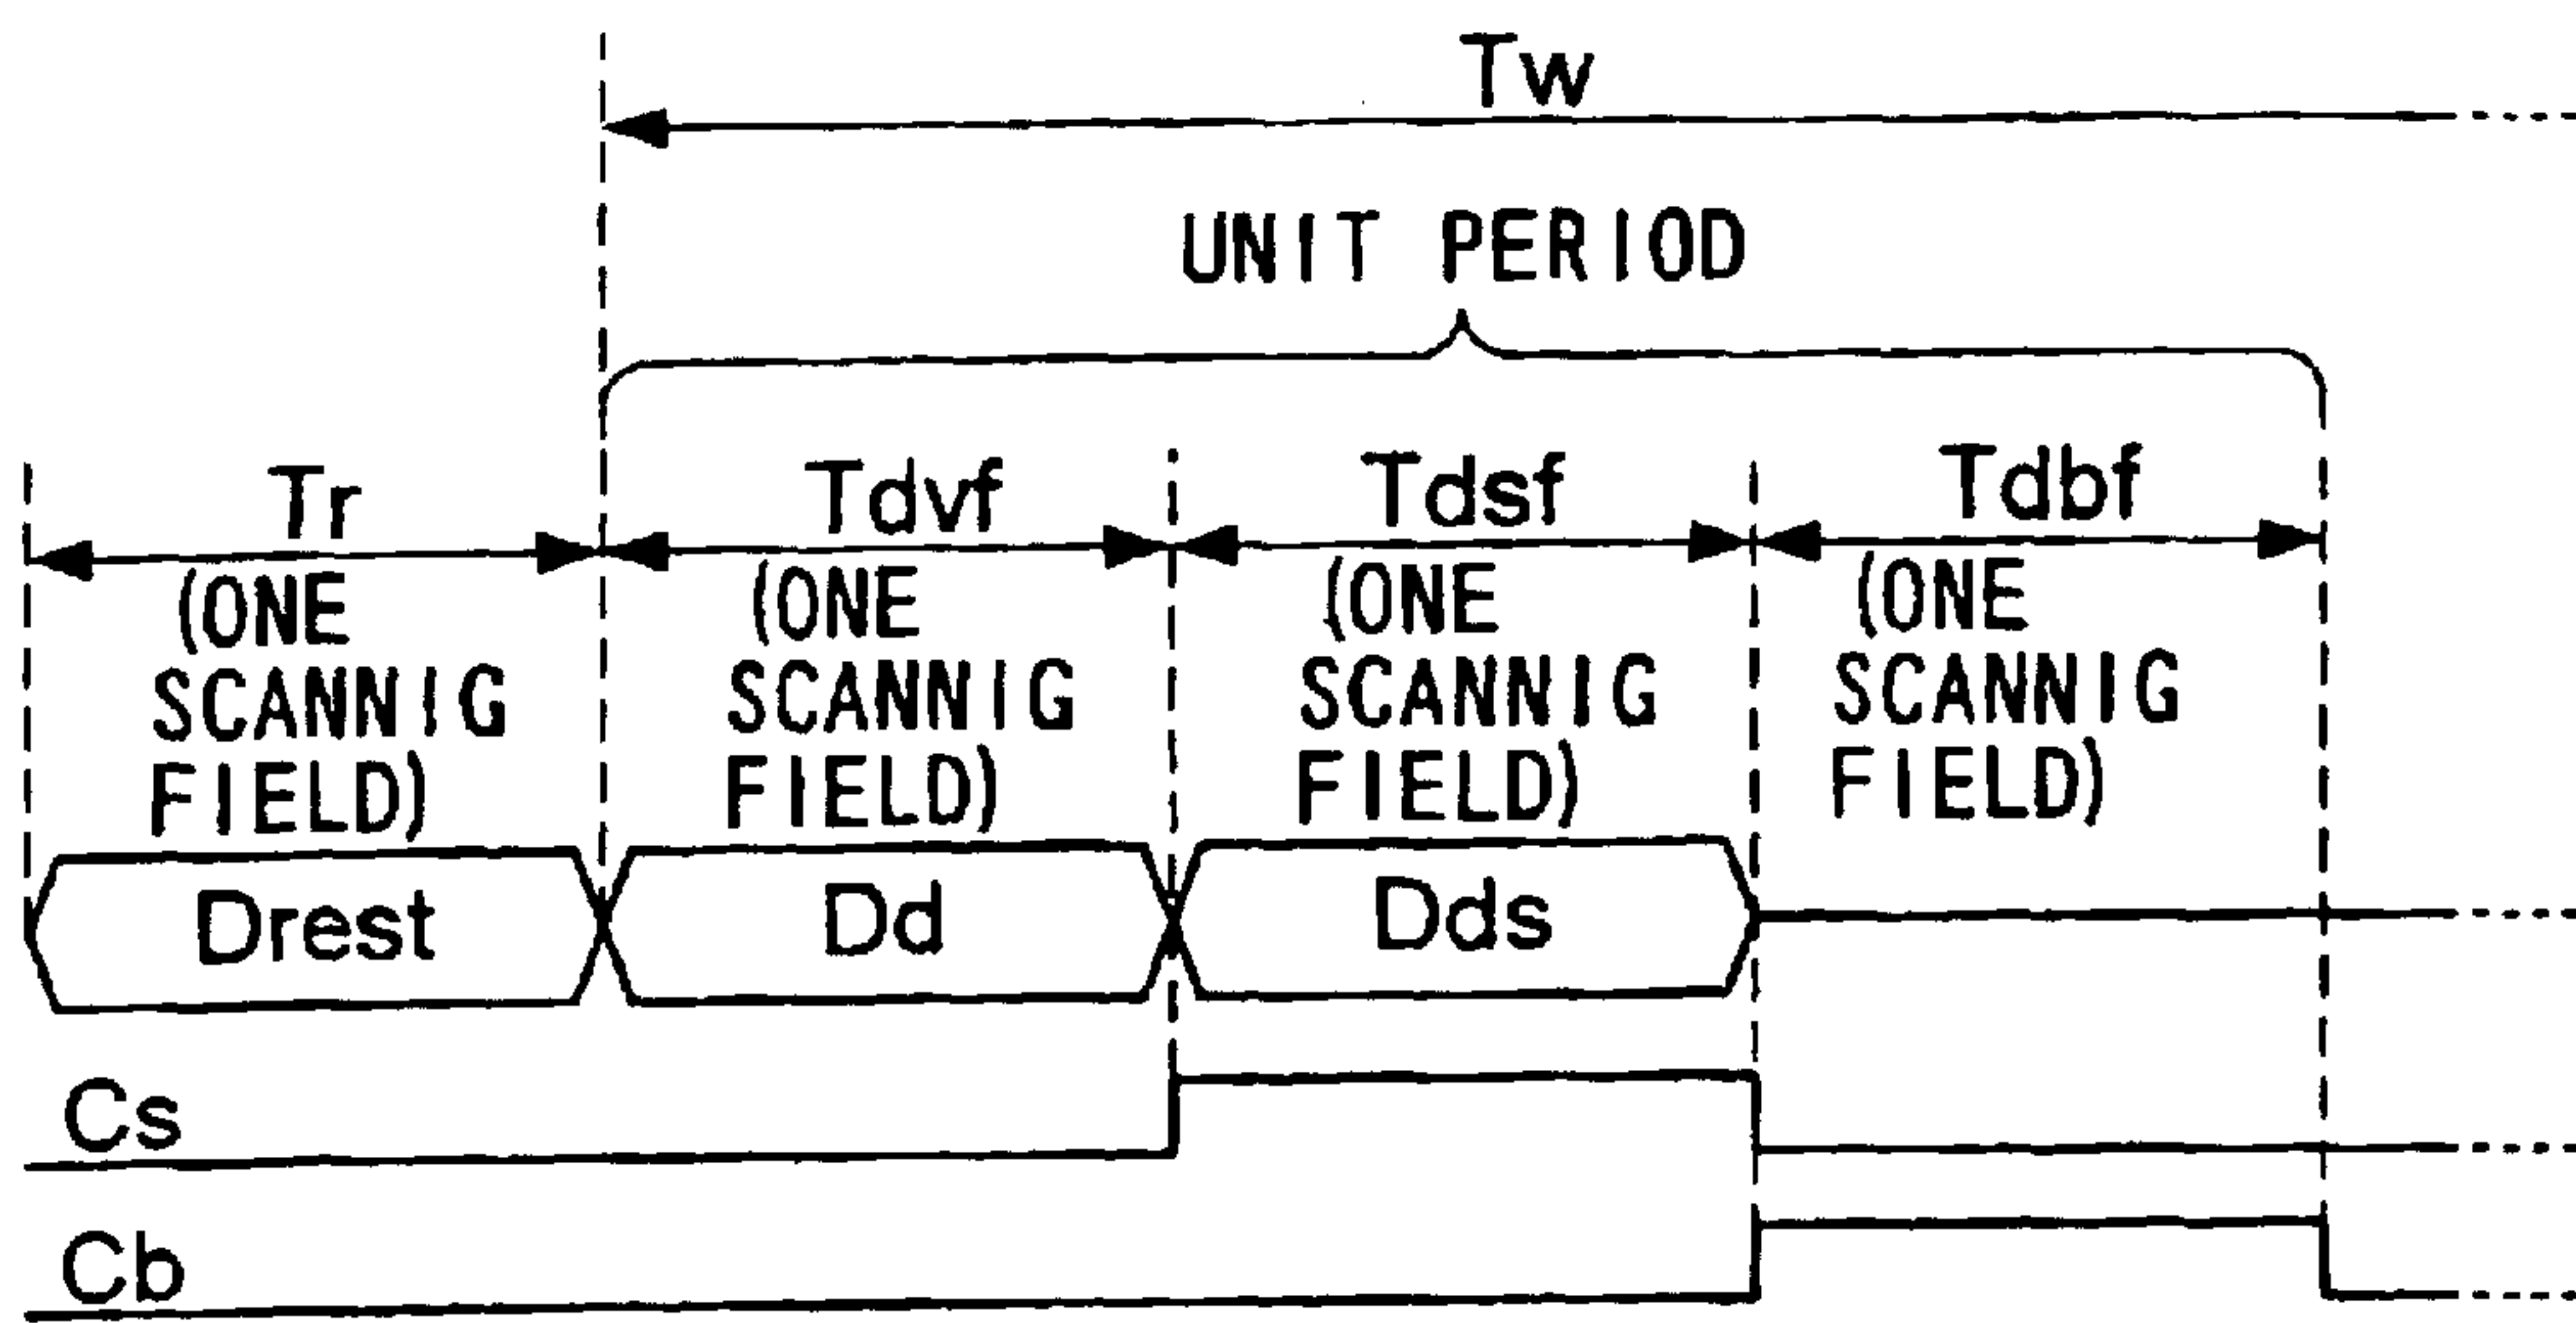 Tw
UNIT PERIOD
Tr Tdvf Tdsf Tdbf
(ONE (ONE (ONE (ONE
SCANNIG SCANNIG SCANNIG SCANNIG
FIELD) FIELD) FIELD) FIELD)
Drest Dd Dds
Cs
Cb